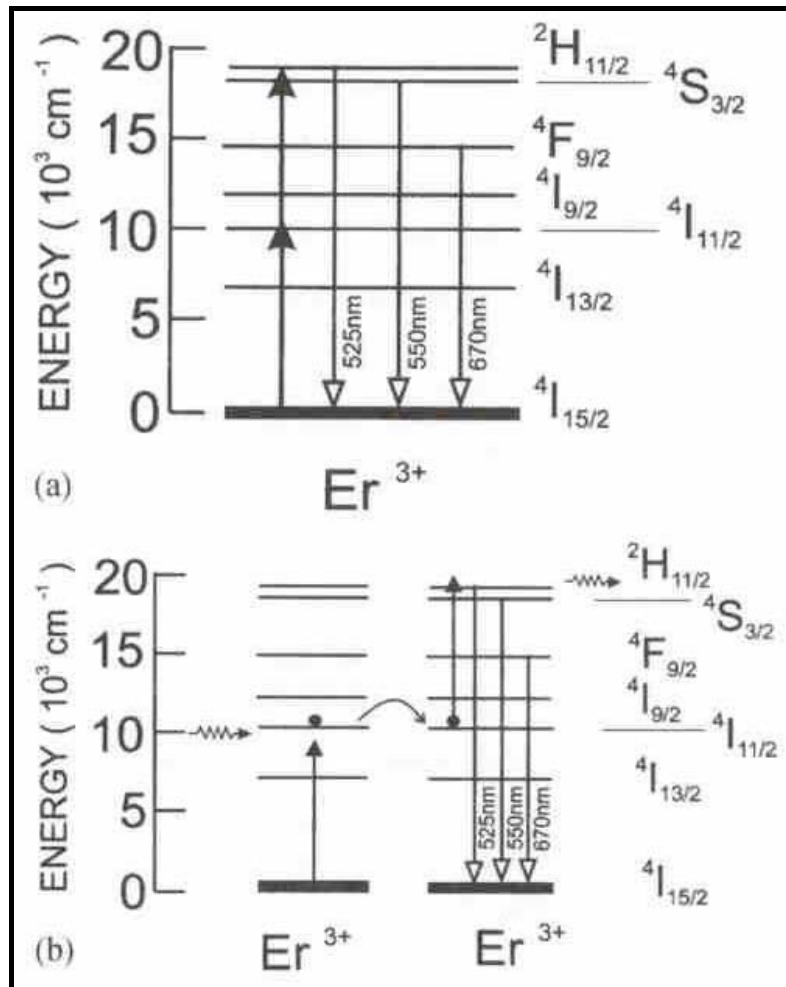 ENERGY ( 10³ cm⁻¹ )
20
15
10
5
0
525nm
550nm
670nm
²H₁₁/₂
⁴S₃/₂
⁴F₉/₂
⁴I₉/₂
⁴I₁₁/₂
⁴I₁₃/₂
⁴I₁₅/₂
(a)
Er ³⁺
ENERGY ( 10³ cm⁻¹ )
20
15
10
5
0
525nm
550nm
670nm
²H₁₁/₂
⁴S₃/₂
⁴F₉/₂
⁴I₉/₂
⁴I₁₁/₂
⁴I₁₃/₂
⁴I₁₅/₂
(b)
Er ³⁺
Er ³⁺